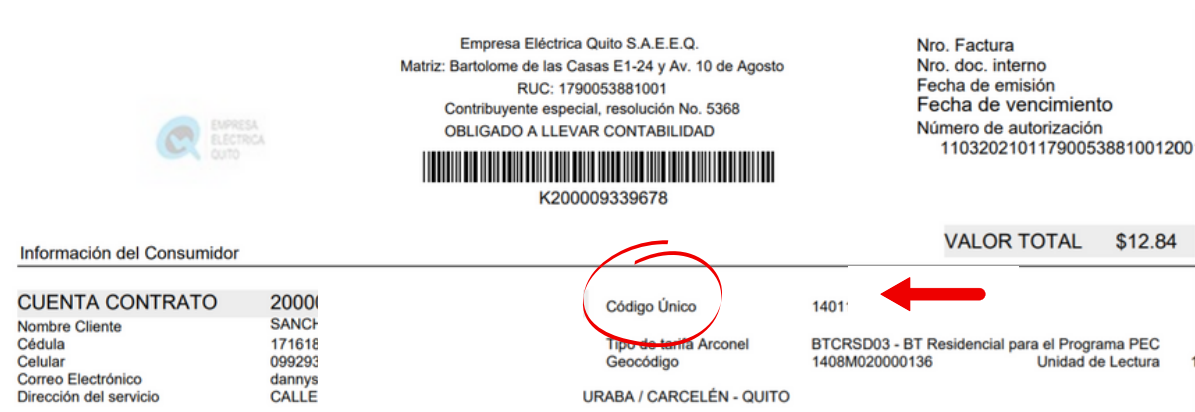 EMPRESA
ELÉCTRICA
QUITO
Empresa Eléctrica Quito S.A.E.E.Q.
Matriz: Bartolome de las Casas E1-24 y Av. 10 de Agosto
RUC: 1790053881001
Contribuyente especial, resolución No. 5368
OBLIGADO A LLEVAR CONTABILIDAD
K200009339678
Nro. Factura
Nro. doc. interno
Fecha de emisión
Fecha de vencimiento
Número de autorización
11032021011790053881001200
VALOR TOTAL $12.84
Información del Consumidor
CUENTA CONTRATO 2000
Nombre Cliente SANCH
Cédula 171618
Celular 099293
Correo Electrónico dannys
Dirección del servicio CALLE
Código Único 1401
Tipo de tarifa Arconel BTCRSD03 - BT Residencial para el Programa PEC
Geocódigo 1408M020000136 Unidad de Lectura 1
URABA / CARCELÉN - QUITO